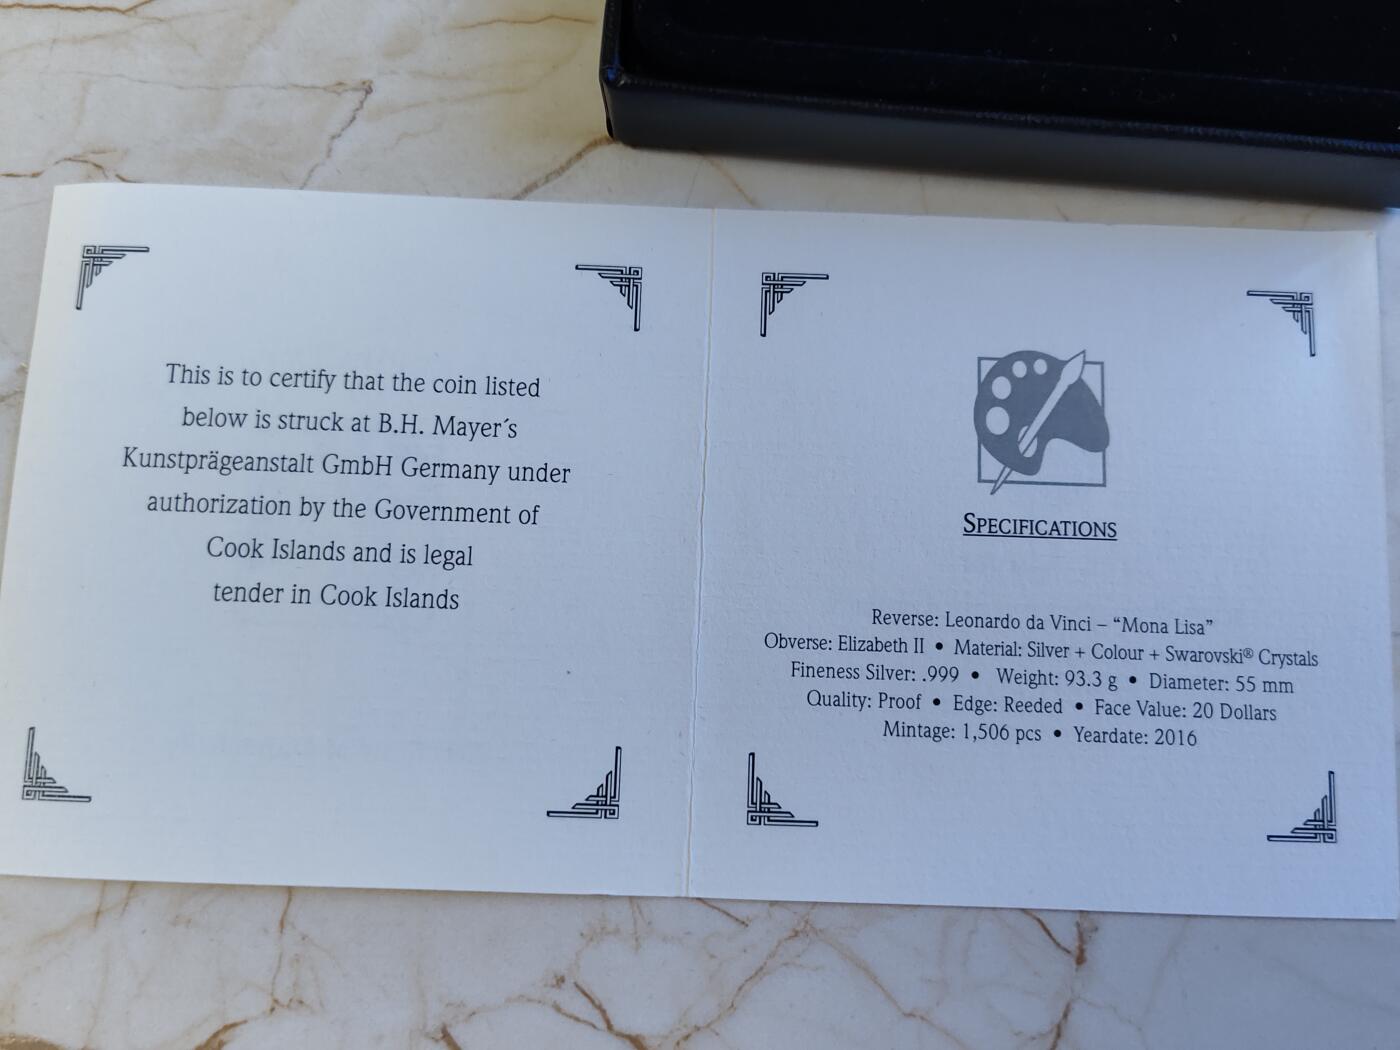 This is to certify that the coin listed
below is struck at B.H. Mayer´s
Kunstprägeanstalt GmbH Germany under
authorization by the Government of
Cook Islands and is legal
tender in Cook Islands
SPECIFICATIONS
Reverse: Leonardo da Vinci – “Mona Lisa”
Obverse: Elizabeth II • Material: Silver + Colour + Swarovski® Crystals
Fineness Silver: .999 • Weight: 93.3 g • Diameter: 55 mm
Quality: Proof • Edge: Reeded • Face Value: 20 Dollars
Mintage: 1,506 pcs • Yeardate: 2016